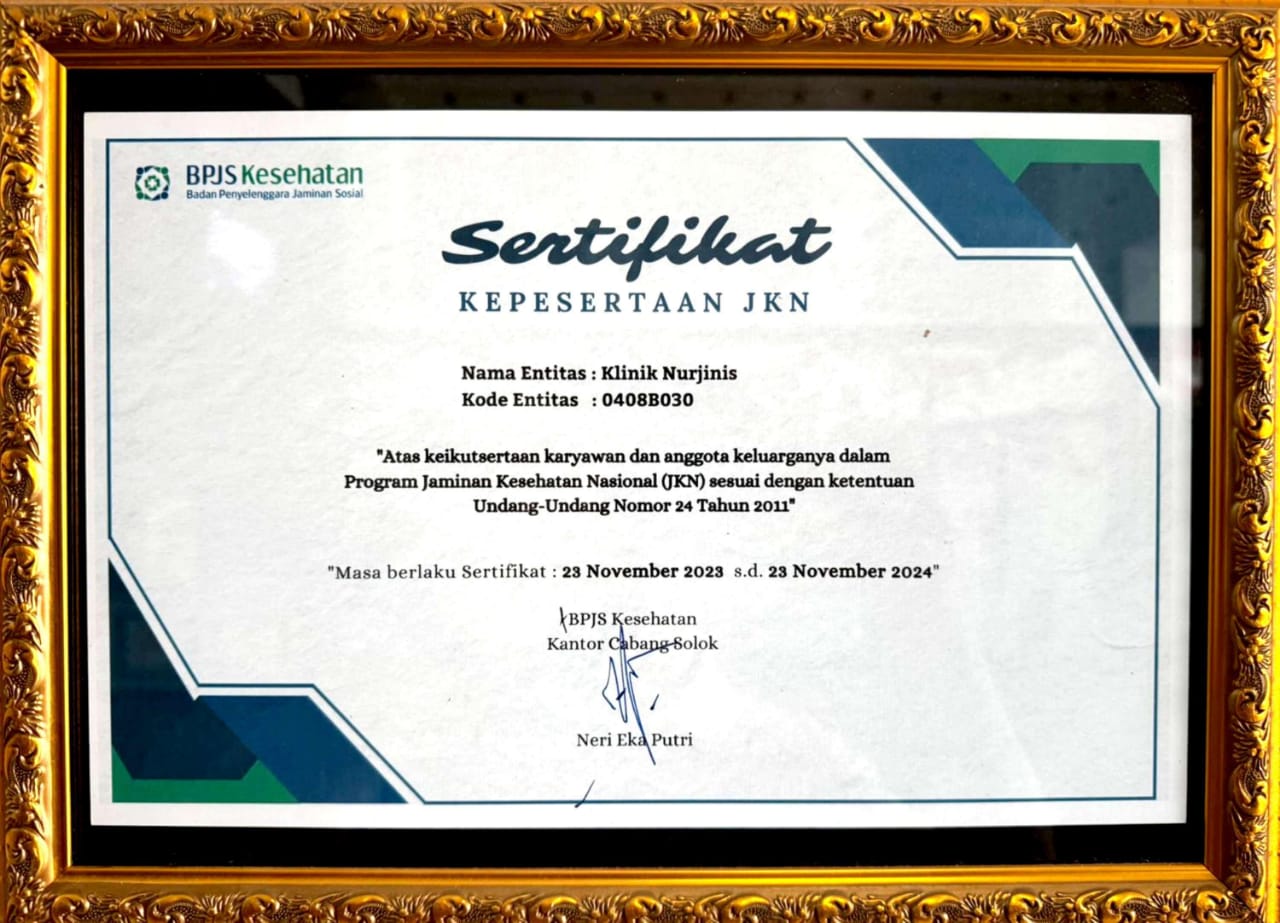 BPJS Kesehatan
Badan Penyelenggara Jaminan Sosial
Sertifikat
KEPESERTAAN JKN
Nama Entitas : Klinik Nurjinis
Kode Entitas : 0408B030
"Atas keikutsertaan karyawan dan anggota keluarganya dalam
Program Jaminan Kesehatan Nasional (JKN) sesuai dengan ketentuan
Undang-Undang Nomor 24 Tahun 2011"
"Masa berlaku Sertifikat : 23 November 2023 s.d. 23 November 2024"
BPJS Kesehatan
Kantor Cabang Solok
Neri Eka Putri